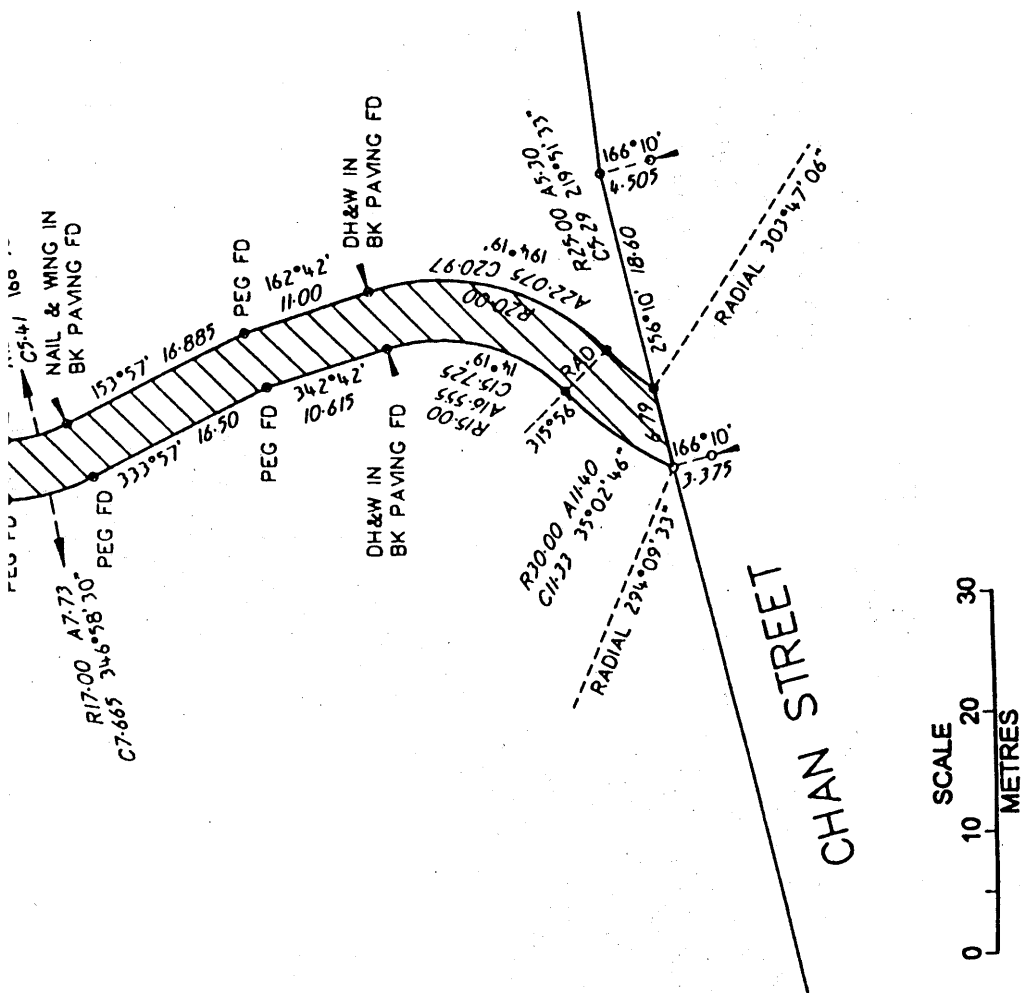 C5·41
NAIL & WING IN
BK PAVING FD
153°57' 16·885
PEG FD
162°42'
11·00
DH&W IN
BK PAVING FD
333°57' 16·50
PEG FD
PEG FD
PEG FD
342°42'
10·615
DH&W IN
BK PAVING FD
R17·00 A7·73
C7·665 346°58'30"
R15·00
A16·555
C15·725
14°19'
R20·00
A22·075 C20·97
194°19'
R25·00 A5·30
C5·29 219°51'33"
166°10'
4·505
256°10' 18·60
RADIAL 303°47'06"
RAD
315°56'
6·79
166°10'
3·375
R30·00 A11·40
C11·33 35°02'46"
RADIAL 294°09'33"
CHAN STREET
SCALE
0 10 20 30
METRES